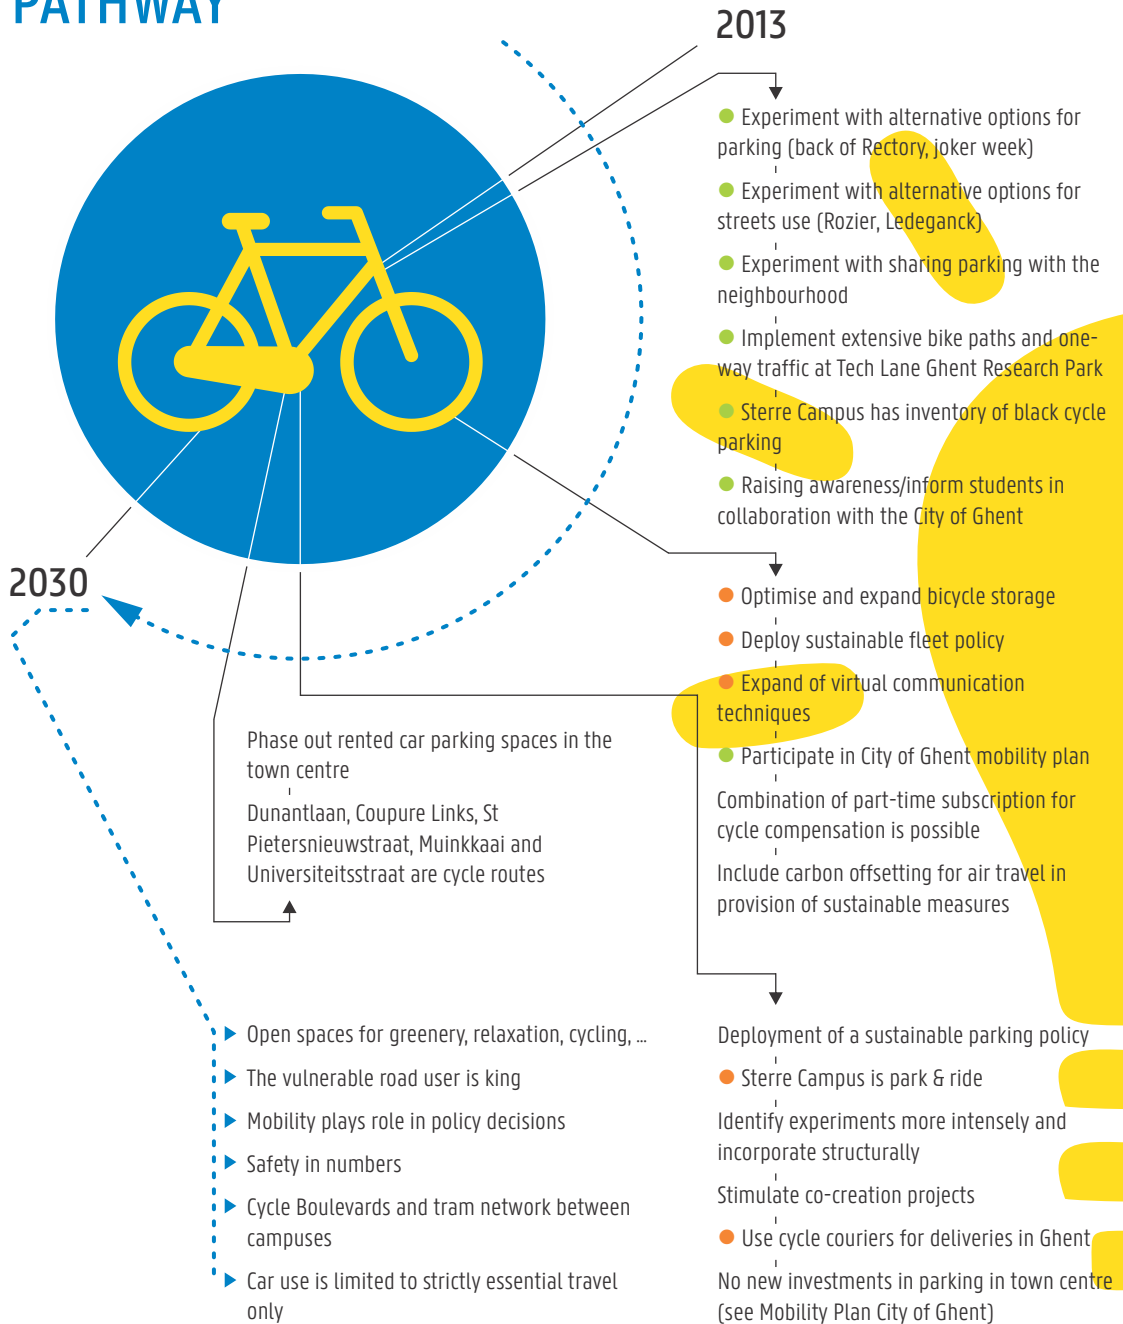 PATHWAY
2013
Experiment with alternative options for
parking (back of Rectory, joker week)
Experiment with alternative options for
streets use (Rozier, Ledeganck)
Experiment with sharing parking with the
neighbourhood
Implement extensive bike paths and one-
way traffic at Tech Lane Ghent Research Park
Sterre Campus has inventory of black cycle
parking
Raising awareness/inform students in
collaboration with the City of Ghent
Optimise and expand bicycle storage
Deploy sustainable fleet policy
Expand of virtual communication
techniques
Participate in City of Ghent mobility plan
Combination of part-time subscription for
cycle compensation is possible
Include carbon offsetting for air travel in
provision of sustainable measures
Deployment of a sustainable parking policy
Sterre Campus is park & ride
Identify experiments more intensely and
incorporate structurally
Stimulate co-creation projects
Use cycle couriers for deliveries in Ghent
No new investments in parking in town centre
(see Mobility Plan City of Ghent)
Phase out rented car parking spaces in the
town centre
Dunantlaan, Coupure Links, St
Pietersnieuwstraat, Muinkkaai and
Universiteitsstraat are cycle routes
2030
Open spaces for greenery, relaxation, cycling, ...
The vulnerable road user is king
Mobility plays role in policy decisions
Safety in numbers
Cycle Boulevards and tram network between
campuses
Car use is limited to strictly essential travel
only